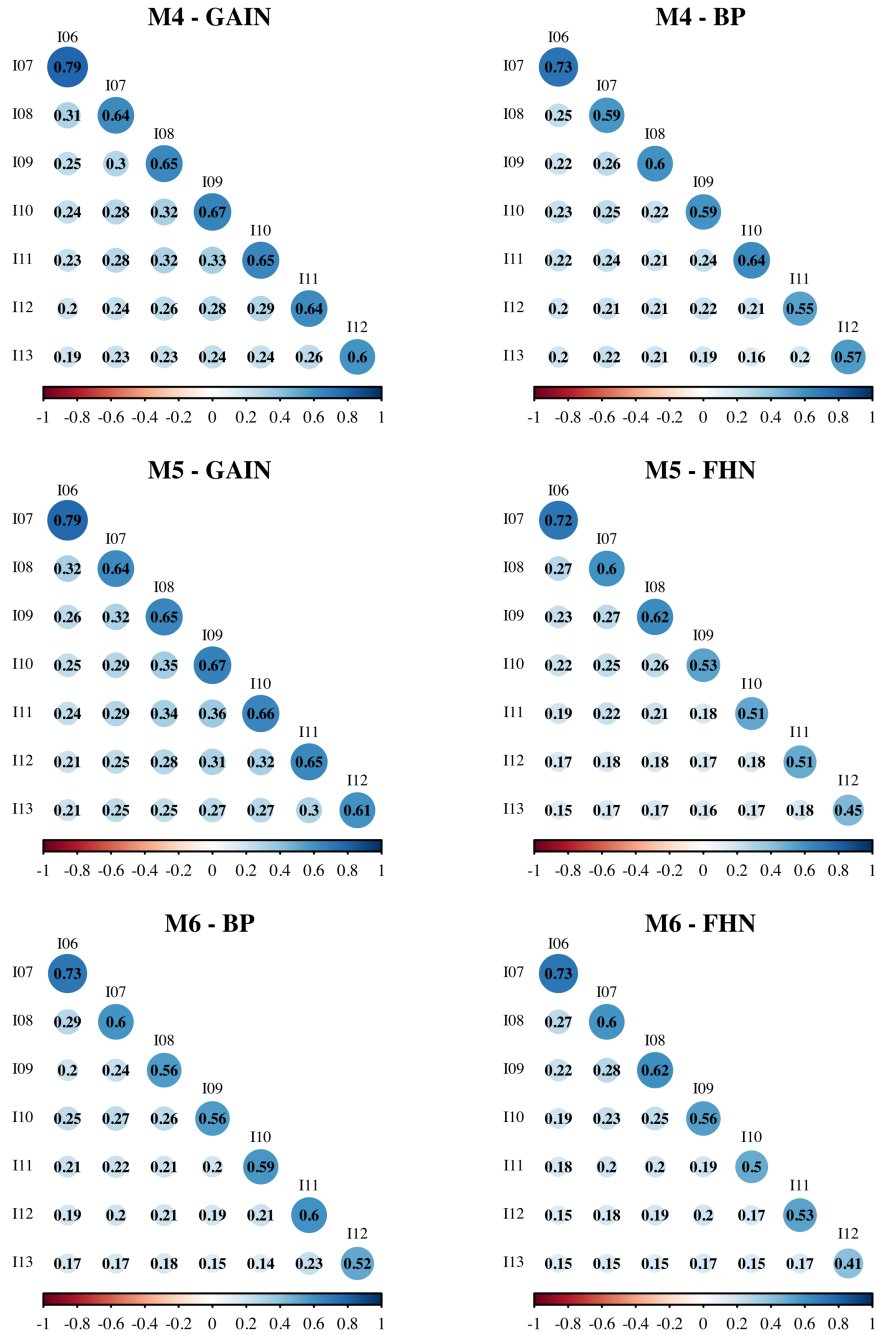 M4 - GAIN
I06
I07 0.79
I07
I08 0.31 0.64
I08
I09 0.25 0.3 0.65
I09
I10 0.24 0.28 0.32 0.67
I10
I11 0.23 0.28 0.32 0.33 0.65
I11
I12 0.2 0.24 0.26 0.28 0.29 0.64
I12
I13 0.19 0.23 0.23 0.24 0.24 0.26 0.6
-1 -0.8 -0.6 -0.4 -0.2 0 0.2 0.4 0.6 0.8 1
M4 - BP
I06
I07 0.73
I07
I08 0.25 0.59
I08
I09 0.22 0.26 0.6
I09
I10 0.23 0.25 0.22 0.59
I10
I11 0.22 0.24 0.21 0.24 0.64
I11
I12 0.2 0.21 0.21 0.22 0.21 0.55
I12
I13 0.2 0.22 0.21 0.19 0.16 0.2 0.57
-1 -0.8 -0.6 -0.4 -0.2 0 0.2 0.4 0.6 0.8 1
M5 - GAIN
I06
I07 0.79
I07
I08 0.32 0.64
I08
I09 0.26 0.32 0.65
I09
I10 0.25 0.29 0.35 0.67
I10
I11 0.24 0.29 0.34 0.36 0.66
I11
I12 0.21 0.25 0.28 0.31 0.32 0.65
I12
I13 0.21 0.25 0.25 0.27 0.27 0.3 0.61
-1 -0.8 -0.6 -0.4 -0.2 0 0.2 0.4 0.6 0.8 1
M5 - FHN
I06
I07 0.72
I07
I08 0.27 0.6
I08
I09 0.23 0.27 0.62
I09
I10 0.22 0.25 0.26 0.53
I10
I11 0.19 0.22 0.21 0.18 0.51
I11
I12 0.17 0.18 0.18 0.17 0.18 0.51
I12
I13 0.15 0.17 0.17 0.16 0.17 0.18 0.45
-1 -0.8 -0.6 -0.4 -0.2 0 0.2 0.4 0.6 0.8 1
M6 - BP
I06
I07 0.73
I07
I08 0.29 0.6
I08
I09 0.2 0.24 0.56
I09
I10 0.25 0.27 0.26 0.56
I10
I11 0.21 0.22 0.21 0.2 0.59
I11
I12 0.19 0.2 0.21 0.19 0.21 0.6
I12
I13 0.17 0.17 0.18 0.15 0.14 0.23 0.52
-1 -0.8 -0.6 -0.4 -0.2 0 0.2 0.4 0.6 0.8 1
M6 - FHN
I06
I07 0.73
I07
I08 0.27 0.6
I08
I09 0.22 0.28 0.62
I09
I10 0.19 0.23 0.25 0.56
I10
I11 0.18 0.2 0.2 0.19 0.5
I11
I12 0.15 0.18 0.19 0.2 0.17 0.53
I12
I13 0.15 0.15 0.15 0.17 0.15 0.17 0.41
-1 -0.8 -0.6 -0.4 -0.2 0 0.2 0.4 0.6 0.8 1